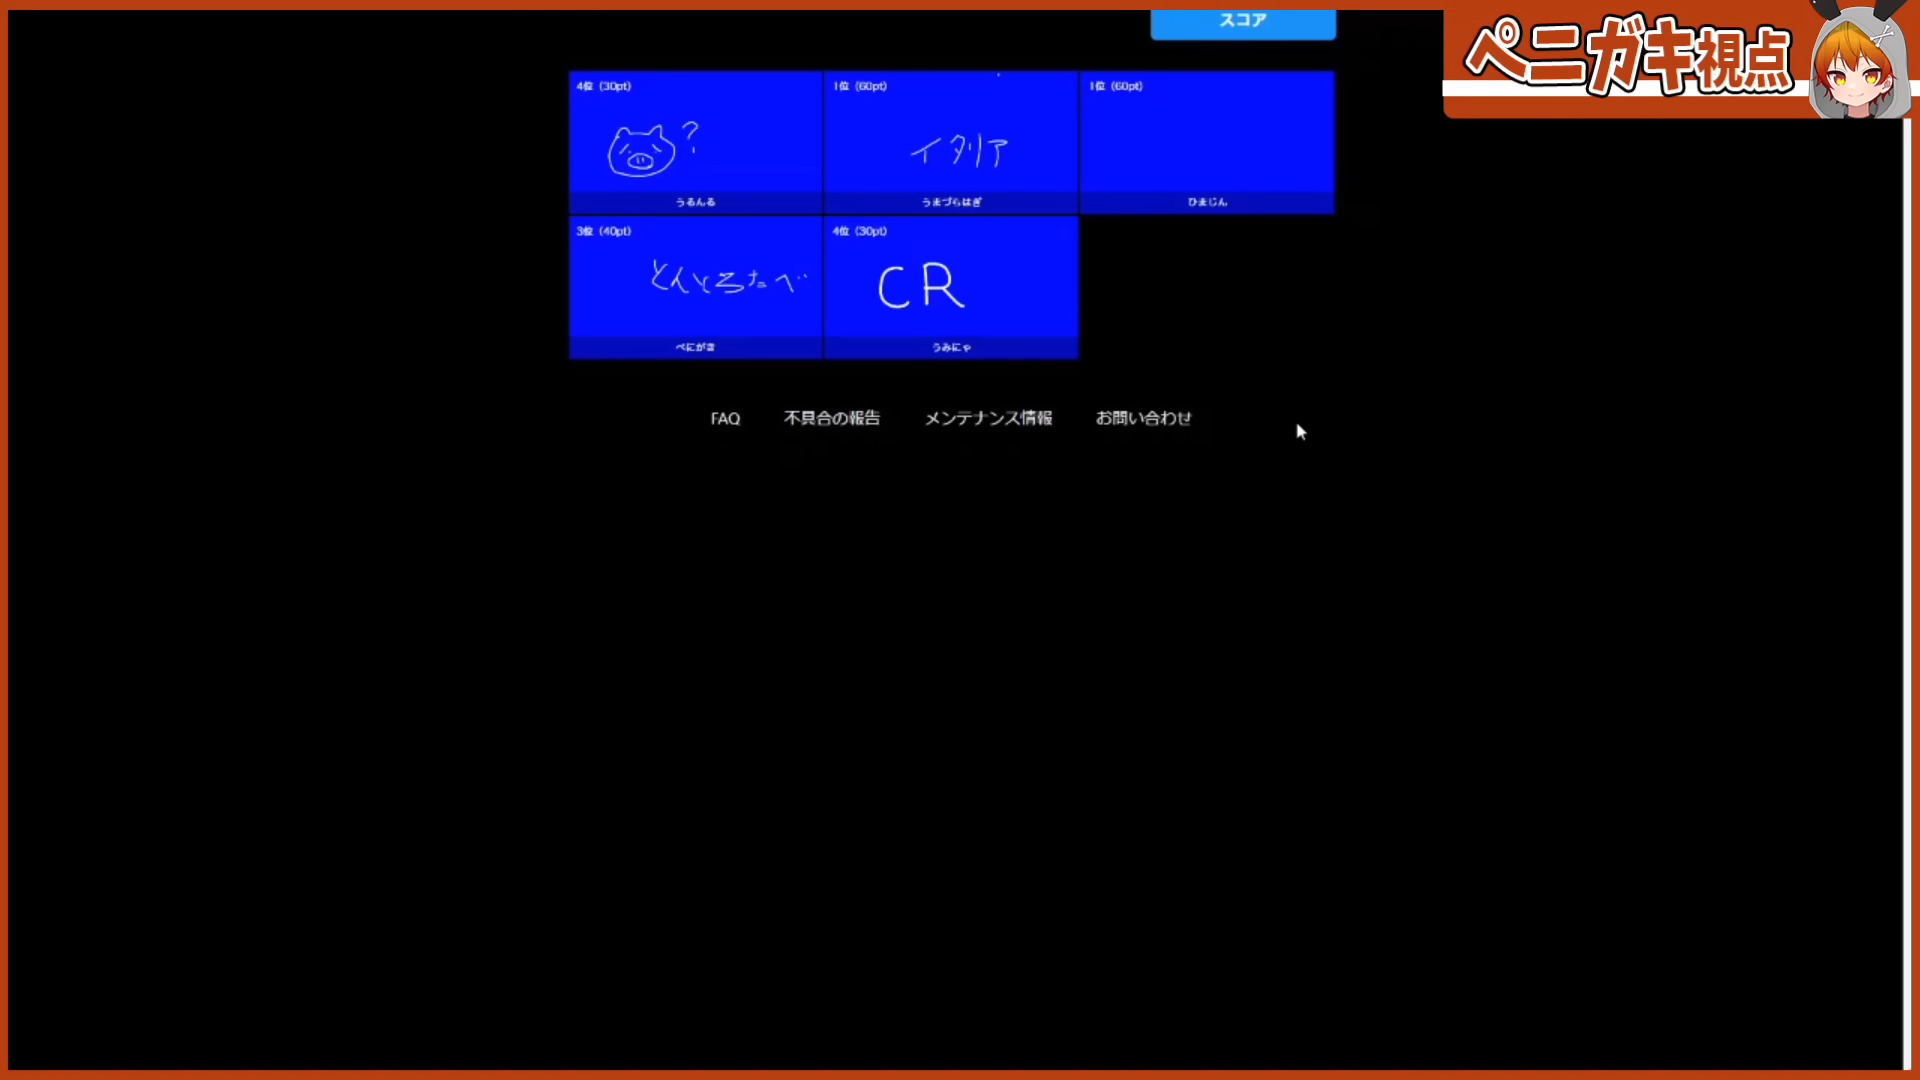 スコア
ペニガキ視点
4位 (30pt)
?
うるんる
1位 (60pt)
イタリア
うまづらはぎ
1位 (60pt)
ひまじん
3位 (40pt)
とんとろたべ
べにがき
4位 (30pt)
CR
うみにゃ
FAQ
不具合の報告
メンテナンス情報
お問い合わせ